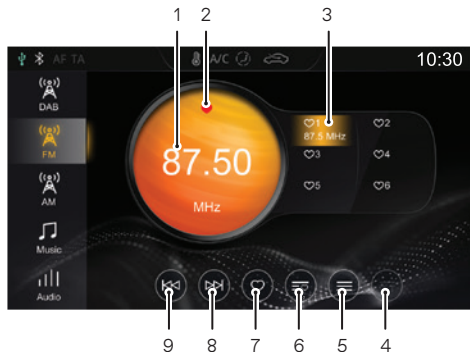 1 2 3
AF TA A/C 10:30
DAB
FM
AM
Music
Audio
87.50
MHz
1
87.5 MHz
2
3
4
5
6
9 8 7 6 5 4